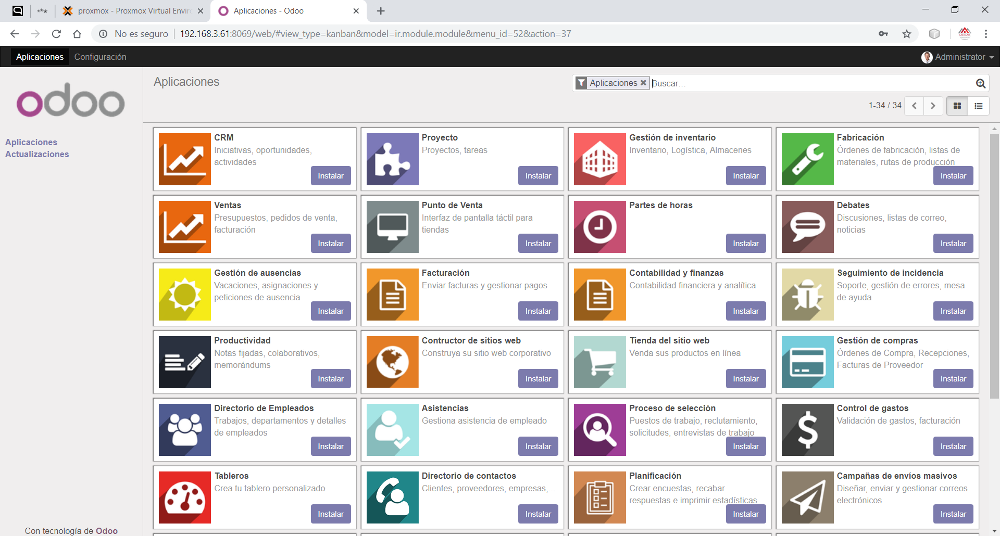 proxmox - Proxmox Virtual Enviro
Aplicaciones - Odoo
No es seguro
192.168.3.61:8069/web/#view_type=kanban&model=ir.module.module&menu_id=52&action=37
Aplicaciones
Configuración
Administrator
odoo
Aplicaciones
Actualizaciones
Aplicaciones
Aplicaciones
Buscar...
1-34 / 34
CRM
Iniciativas, oportunidades,
actividades
Instalar
Proyecto
Proyectos, tareas
Instalar
Gestión de inventario
Inventario, Logística, Almacenes
Instalar
Fabricación
Órdenes de fabricación, listas de
materiales, rutas de producción
Instalar
Ventas
Presupuestos, pedidos de venta,
facturación
Instalar
Punto de Venta
Interfaz de pantalla táctil para
tiendas
Instalar
Partes de horas
Instalar
Debates
Discusiones, listas de correo,
noticias
Instalar
Gestión de ausencias
Vacaciones, asignaciones y
peticiones de ausencia
Instalar
Facturación
Enviar facturas y gestionar pagos
Instalar
Contabilidad y finanzas
Contabilidad financiera y analítica
Instalar
Seguimiento de incidencia
Soporte, gestión de errores, mesa
de ayuda
Instalar
Productividad
Notas fijadas, colaborativos,
memorándums
Instalar
Contructor de sitios web
Construya su sitio web corporativo
Instalar
Tienda del sitio web
Venda sus productos en línea
Instalar
Gestión de compras
Órdenes de Compra, Recepciones,
Facturas de Proveedor
Instalar
Directorio de Empleados
Trabajos, departamentos y detalles
de empleados
Instalar
Asistencias
Gestiona asistencia de empleado
Instalar
Proceso de selección
Puestos de trabajo, reclutamiento,
solicitudes, entrevistas de trabajo
Instalar
Control de gastos
Validación de gastos, facturación
Instalar
Tableros
Crea tu tablero personalizado
Instalar
Directorio de contactos
Clientes, proveedores, empresas,...
Instalar
Planificación
Crear encuestas, recabar
respuestas e imprimir estadísticas
Instalar
Campañas de envíos masivos
Diseñar, enviar y gestionar correos
electrónicos
Instalar
Con tecnología de Odoo